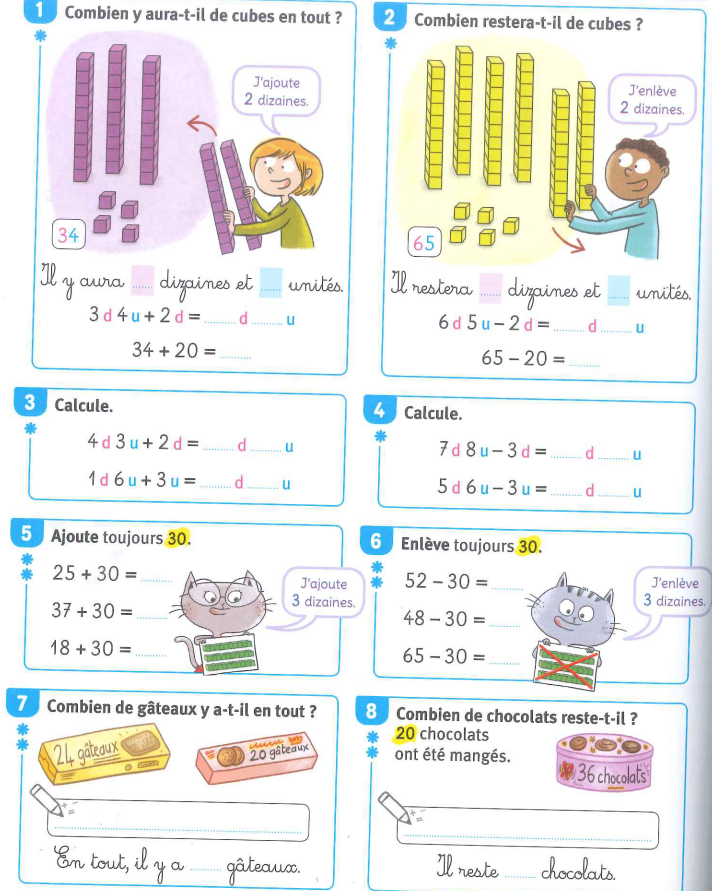 1 Combien y aura-t-il de cubes en tout ?
J'ajoute
2 dizaines.
34
Il y aura ...... dizaines et ...... unités.
3 d 4 u + 2 d = ......... d ......... u
34 + 20 = .........
2 Combien restera-t-il de cubes ?
J'enlève
2 dizaines.
65
Il restera ...... dizaines et ...... unités.
6 d 5 u – 2 d = ......... d ......... u
65 – 20 = .........
3 Calcule.
4 d 3 u + 2 d = ......... d ......... u
1 d 6 u + 3 u = ......... d ......... u
4 Calcule.
7 d 8 u – 3 d = ......... d ......... u
5 d 6 u – 3 u = ......... d ......... u
5 Ajoute toujours 30.
25 + 30 = .........
37 + 30 = .........
18 + 30 = .........
J'ajoute
3 dizaines.
6 Enlève toujours 30.
52 – 30 = .........
48 – 30 = .........
65 – 30 = .........
J'enlève
3 dizaines.
7 Combien de gâteaux y a-t-il en tout ?
24 gâteaux
20 gâteaux
+ –
=
En tout, il y a ......... gâteaux.
8 Combien de chocolats reste-t-il ?
20 chocolats
ont été mangés.
36 chocolats
+ –
=
Il reste ......... chocolats.